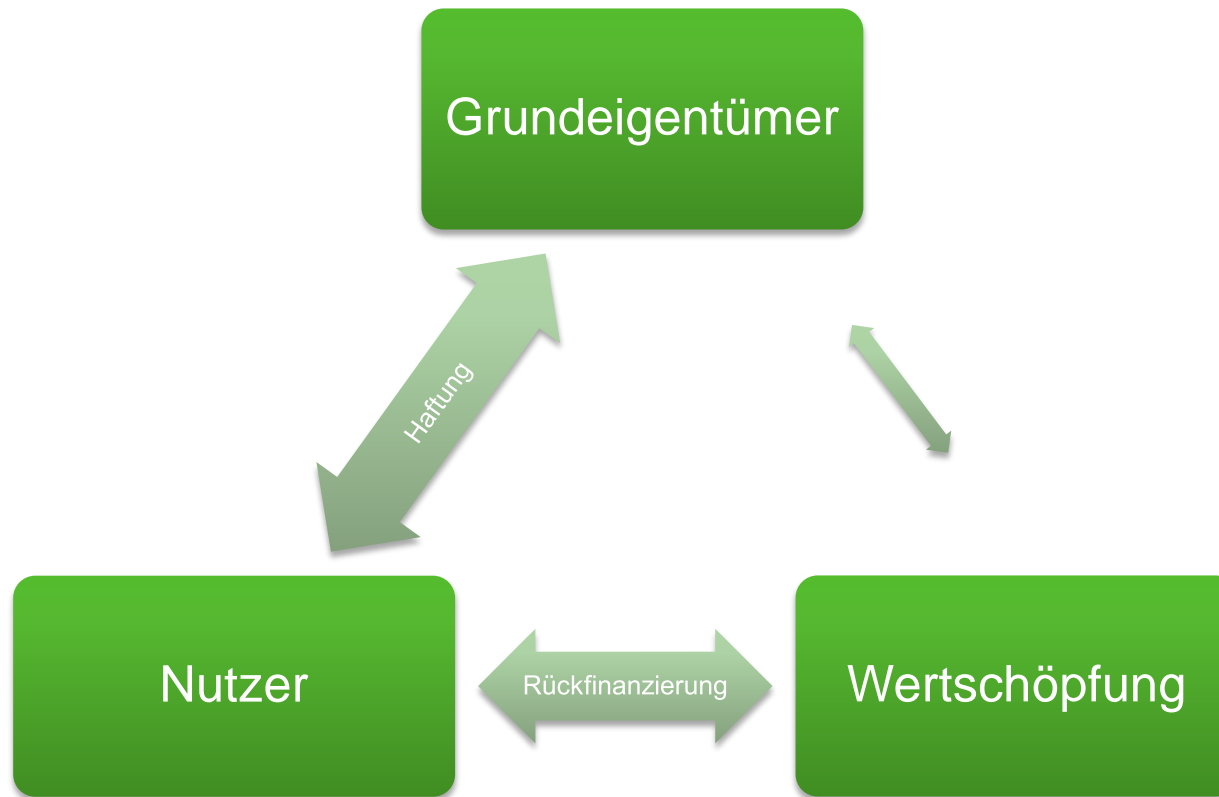 Grundeigentümer
Haftung
Nutzer
Rückfinanzierung
Wertschöpfung